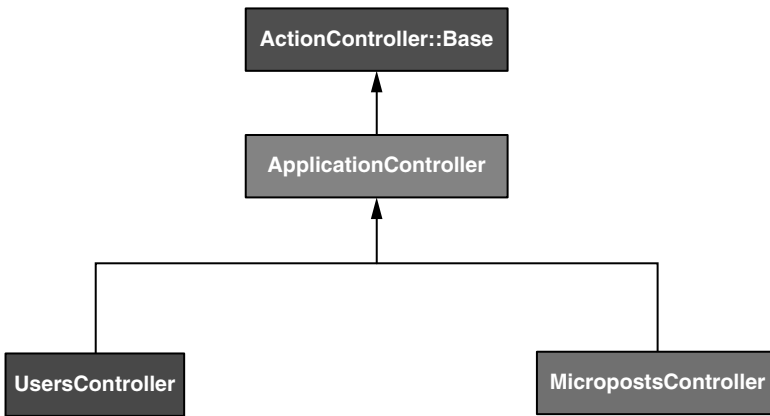 ActionController::Base
ApplicationController
UsersController
MicropostsController